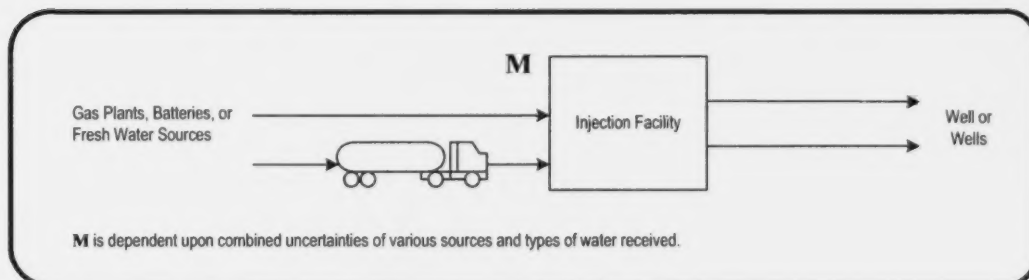 M
Gas Plants, Batteries, or
Fresh Water Sources
Injection Facility
Well or
Wells
M is dependent upon combined uncertainties of various sources and types of water received.